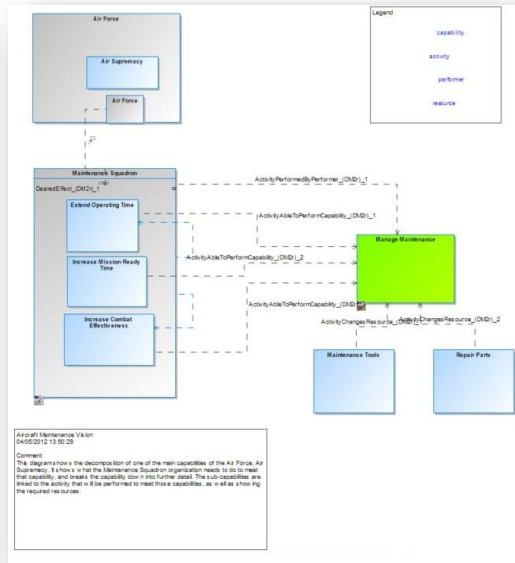 Air Force
Air Supremacy
Air Force
Legend
capability
activity
performer
resource
Maintenance Squadron
DesiredEffect_(DM2r)_1
Extend Operating Time
Increase Mission Ready
Time
Increase Combat
Effectiveness
ActivityPerformedByPerformer_(DM2r)_1
ActivityAbleToPerformCapability_(DM2r)_1
ActivityAbleToPerformCapability_(DM2r)_2
ActivityAbleToPerformCapability_(DM2r)
Manage Maintenance
ActivityChangesResource_(DM2r)
ActivityChangesResource_(DM2r)_2
Maintenance Tools
Repair Parts
Aircraft Maintenance Vision
04/05/2012 13:50:29
Comment:
This diagram shows the decomposition of one of the main capabilities of the Air Force, Air
Supremacy. It shows what the Maintenance Squadron organization needs to do to meet
that capability, and breaks the capability down into further detail. The sub-capabilities are
linked to the activity that will be performed to meet those capabilities, as well as showing
the required resources.